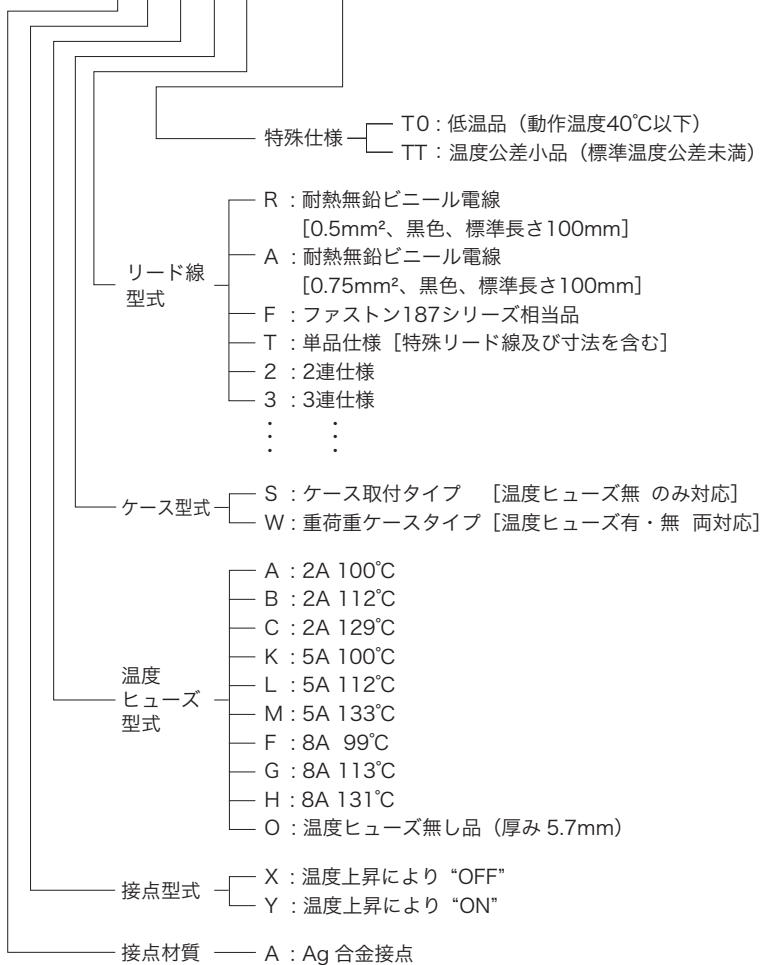 特殊仕様
T0 : 低温品（動作温度40℃以下）
TT : 温度公差小品（標準温度公差未満）
リード線
型式
R : 耐熱無鉛ビニール電線
［0.5mm²、黒色、標準長さ100mm］
A : 耐熱無鉛ビニール電線
［0.75mm²、黒色、標準長さ100mm］
F : ファストン187シリーズ相当品
T : 単品仕様［特殊リード線及び寸法を含む］
2 : 2連仕様
3 : 3連仕様
ケース型式
S : ケース取付タイプ ［温度ヒューズ無 のみ対応］
W : 重荷重ケースタイプ［温度ヒューズ有・無 両対応］
温度
ヒューズ
型式
A : 2A 100℃
B : 2A 112℃
C : 2A 129℃
K : 5A 100℃
L : 5A 112℃
M : 5A 133℃
F : 8A 99℃
G : 8A 113℃
H : 8A 131℃
O : 温度ヒューズ無し品（厚み 5.7mm）
接点型式
X : 温度上昇により “OFF”
Y : 温度上昇により “ON”
接点材質
A : Ag 合金接点